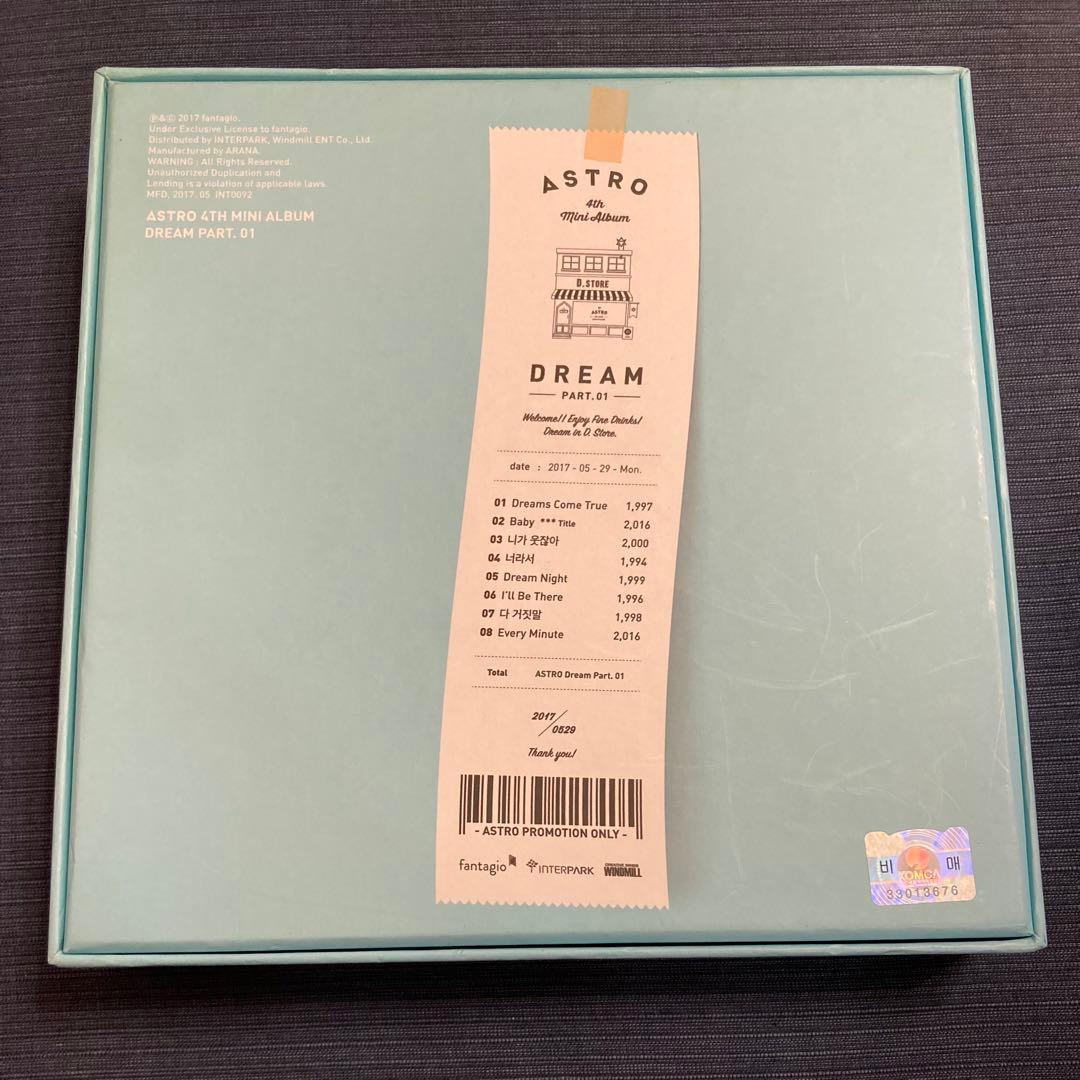 ℗&© 2017 fantagio.
Under Exclusive License to fantagio.
Distributed by INTERPARK, Windmill ENT Co., Ltd.
Manufactured by ARANA.
WARNING : All Rights Reserved.
Unauthorized Duplication and
Lending is a violation of applicable laws.
MFD. 2017. 05 INT0092
ASTRO 4TH MINI ALBUM
DREAM PART. 01
ASTRO
4th
Mini Album
D.STORE
ASTRO
DREAM
PART.01
Welcome!! Enjoy Fine Drinks!
Dream in D. Store.
date : 2017 - 05 - 29 - Mon.
01 Dreams Come True 1,997
02 Baby *** Title 2,016
03 니가 웃잖아 2,000
04 너라서 1,994
05 Dream Night 1,999
06 I'll Be There 1,996
07 다 거짓말 1,998
08 Every Minute 2,016
Total ASTRO Dream Part. 01
2017/0529
Thank you!
- ASTRO PROMOTION ONLY -
fantagio INTERPARK WINDMILL
비 매
KOMCA
33013676